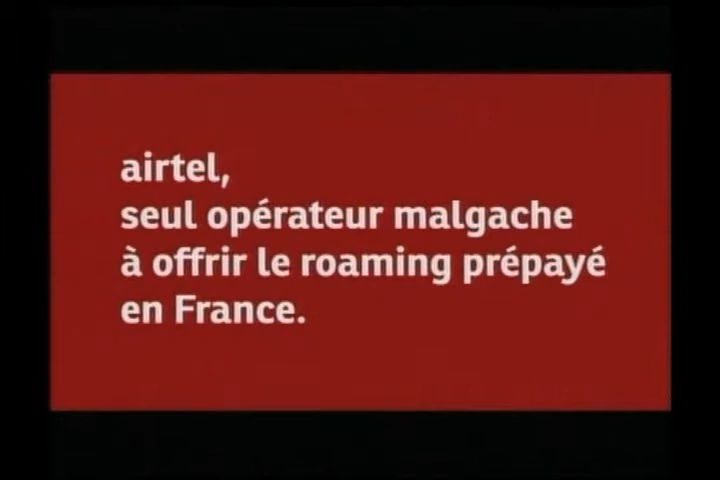 airtel,
seul opérateur malgache
à offrir le roaming prépayé
en France.